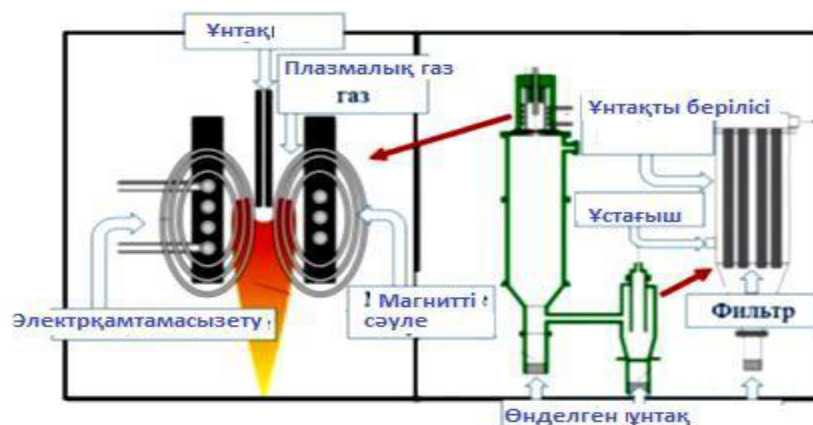 Ұнтақ
Плазмалық газ
газ
Ұнтақты берілісі
Ұстағыш
Электрқамтамасызету
Магнитті
сәуле
Фильтр
Өнделген ұнтақ